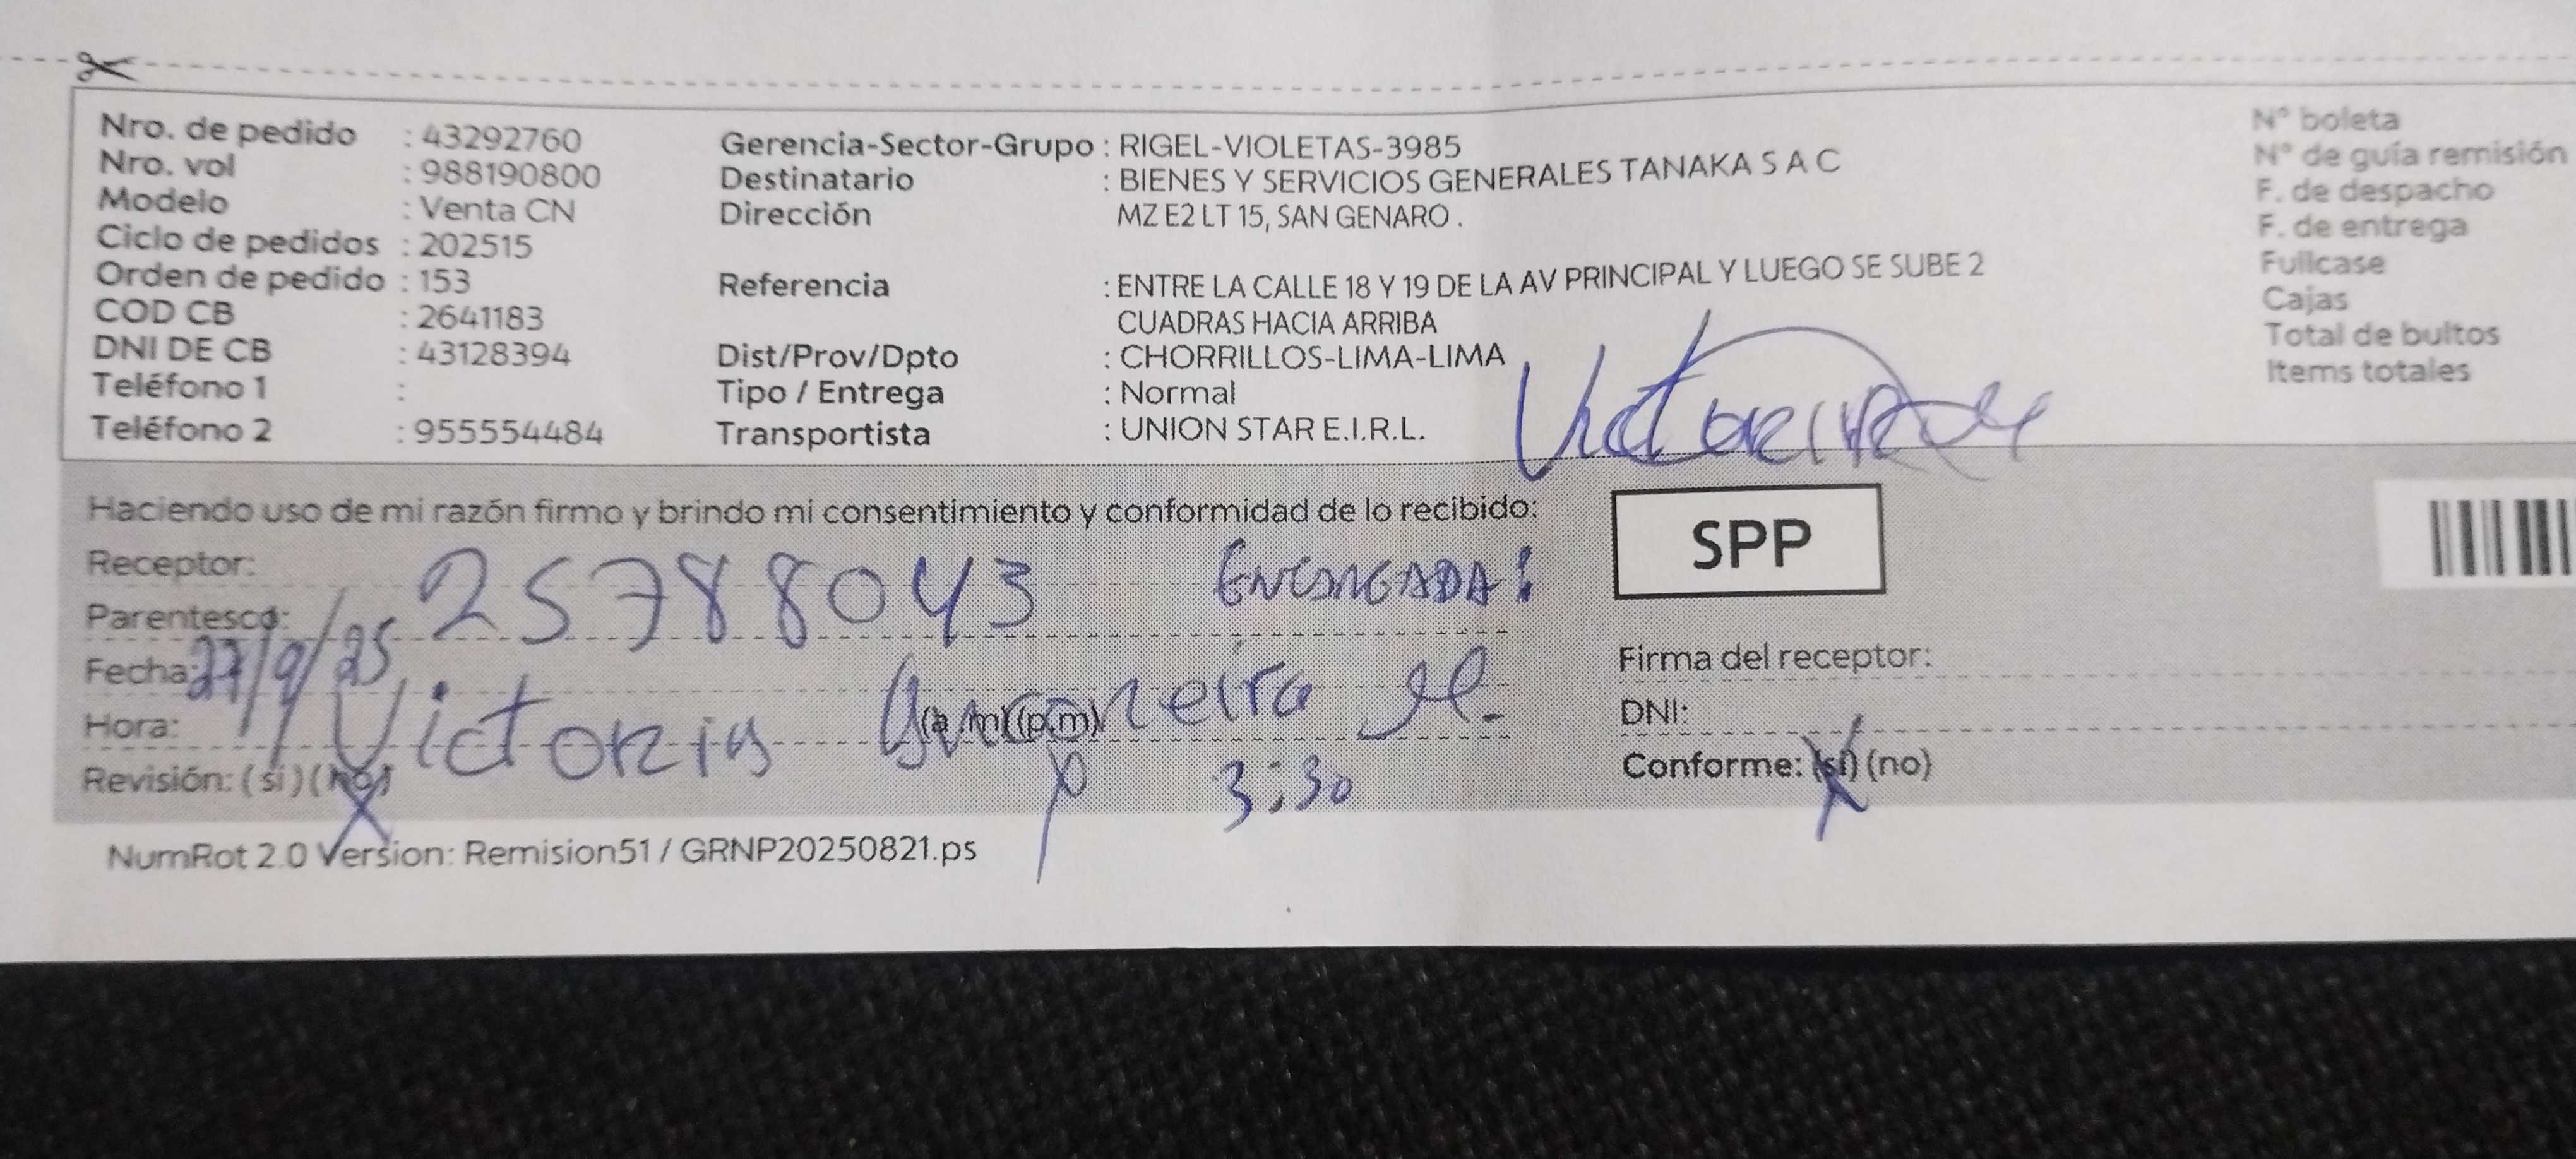 Nro. de pedido : 43292760
Nro. vol : 988190800
Modelo : Venta CN
Ciclo de pedidos : 202515
Orden de pedido : 153
COD CB : 2641183
DNI DE CB : 43128394
Teléfono 1 :
Teléfono 2 : 955554484
Gerencia-Sector-Grupo : RIGEL-VIOLETAS-3985
Destinatario : BIENES Y SERVICIOS GENERALES TANAKA S A C
Dirección MZ E2 LT 15, SAN GENARO .
Referencia : ENTRE LA CALLE 18 Y 19 DE LA AV PRINCIPAL Y LUEGO SE SUBE 2
CUADRAS HACIA ARRIBA
Dist/Prov/Dpto : CHORRILLOS-LIMA-LIMA
Tipo / Entrega : Normal
Transportista : UNION STAR E.I.R.L.
N° boleta
N° de guía remisión
F. de despacho
F. de entrega
Fullcase
Cajas
Total de bultos
Items totales
Haciendo uso de mi razón firmo y brindo mi consentimiento y conformidad de lo recibido:
SPP
Receptor: 25788043 ENCARGADA!
Parentesco:
Fecha: 27/9/25
Victoria M.
Hora: (a.m)(p.m)
3:30
Revisión: (si) (no)
Firma del receptor:
DNI:
Conforme: (si) (no)
NumRot 2.0 Version: Remision51 / GRNP20250821.ps